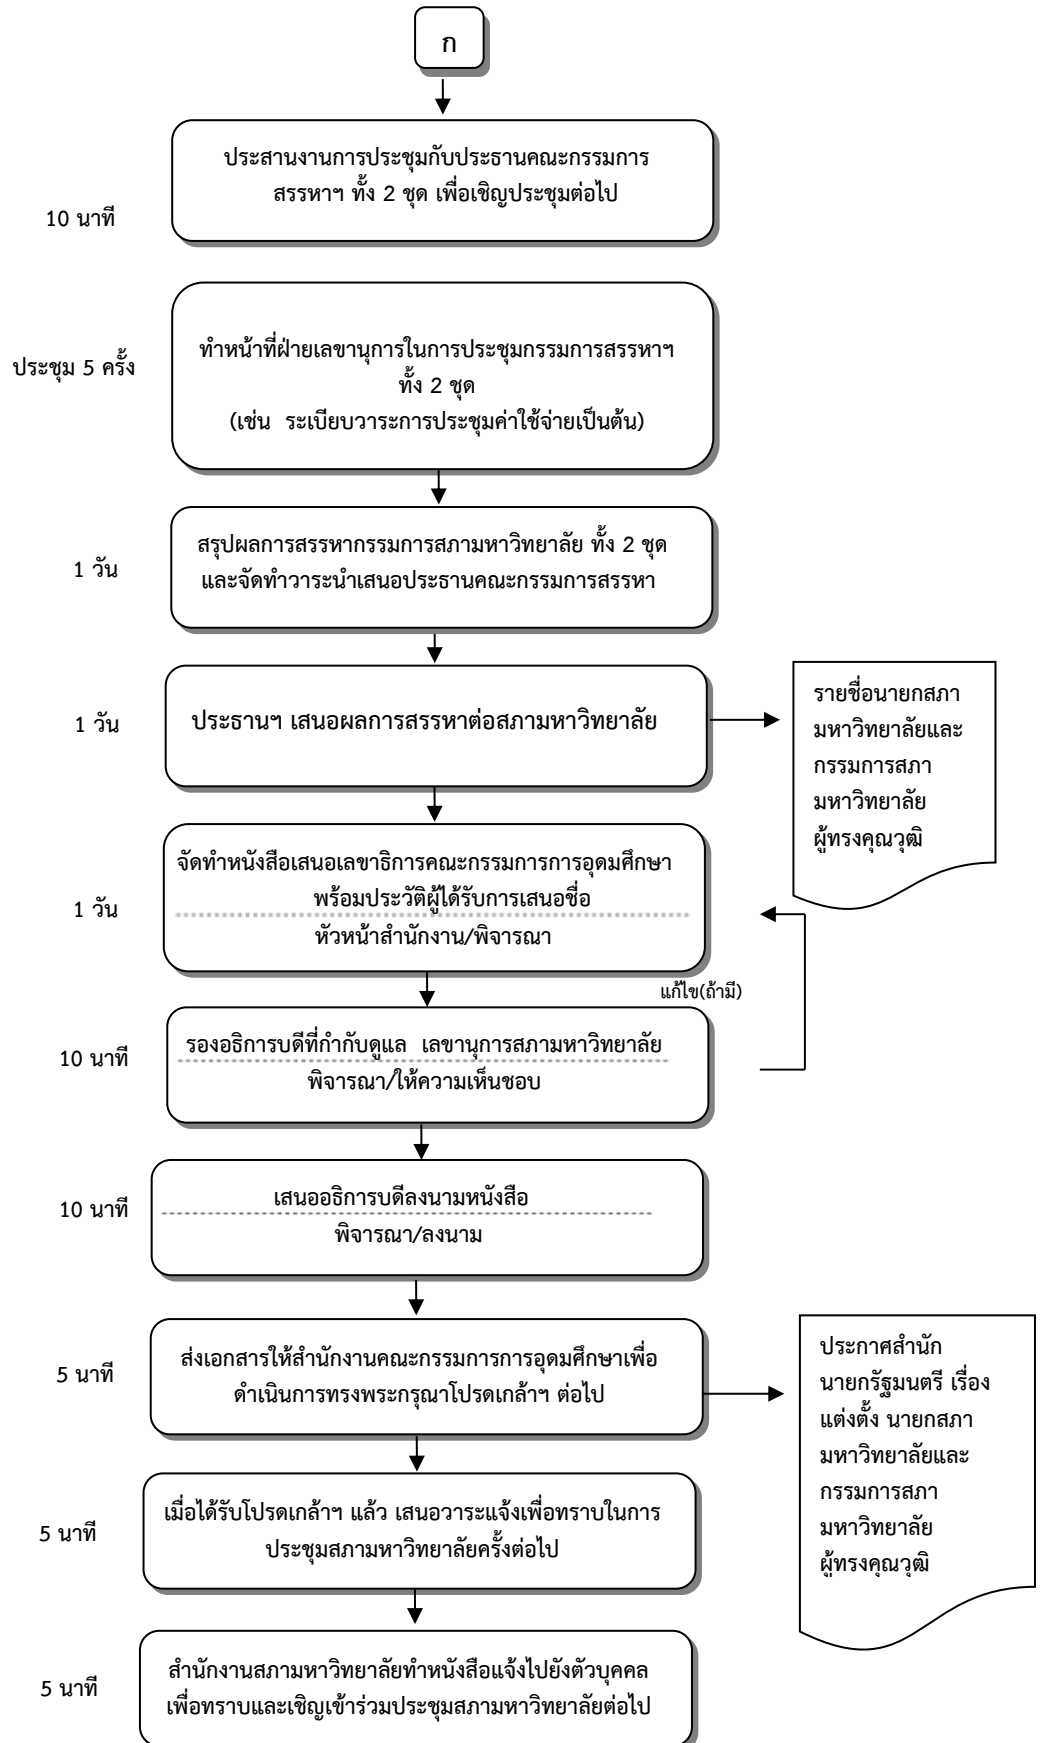 ก
ประสานงานการประชุมกับประธานคณะกรรมการ
สรรหาฯ ทั้ง 2 ชุด เพื่อเชิญประชุมต่อไป
10 นาที
ประชุม 5 ครั้ง
ทำหน้าที่ฝ่ายเลขานุการในการประชุมกรรมการสรรหาฯ
ทั้ง 2 ชุด
(เช่น ระเบียบวาระการประชุมค่าใช้จ่ายเป็นต้น)
1 วัน
สรุปผลการสรรหากรรมการสภามหาวิทยาลัย ทั้ง 2 ชุด
และจัดทำวาระนำเสนอประธานคณะกรรมการสรรหา
1 วัน
ประธานฯ เสนอผลการสรรหาต่อสภามหาวิทยาลัย
รายชื่อนายกสภา
มหาวิทยาลัยและ
กรรมการสภา
มหาวิทยาลัย
ผู้ทรงคุณวุฒิ
1 วัน
จัดทำหนังสือเสนอเลขาธิการคณะกรรมการการอุดมศึกษา
พร้อมประวัติผู้ได้รับการเสนอชื่อ
หัวหน้าสำนักงาน/พิจารณา
แก้ไข(ถ้ามี)
10 นาที
รองอธิการบดีที่กำกับดูแล เลขานุการสภามหาวิทยาลัย
พิจารณา/ให้ความเห็นชอบ
10 นาที
เสนออธิการบดีลงนามหนังสือ
พิจารณา/ลงนาม
5 นาที
ส่งเอกสารให้สำนักงานคณะกรรมการการอุดมศึกษาเพื่อ
ดำเนินการทรงพระกรุณาโปรดเกล้าฯ ต่อไป
ประกาศสำนัก
นายกรัฐมนตรี เรื่อง
แต่งตั้ง นายกสภา
มหาวิทยาลัยและ
กรรมการสภา
มหาวิทยาลัย
ผู้ทรงคุณวุฒิ
5 นาที
เมื่อได้รับโปรดเกล้าฯ แล้ว เสนอวาระแจ้งเพื่อทราบในการ
ประชุมสภามหาวิทยาลัยครั้งต่อไป
5 นาที
สำนักงานสภามหาวิทยาลัยทำหนังสือแจ้งไปยังตัวบุคคล
เพื่อทราบและเชิญเข้าร่วมประชุมสภามหาวิทยาลัยต่อไป